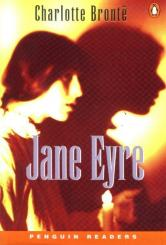 Charlotte Brontë
Jane Eyre
PENGUIN READERS